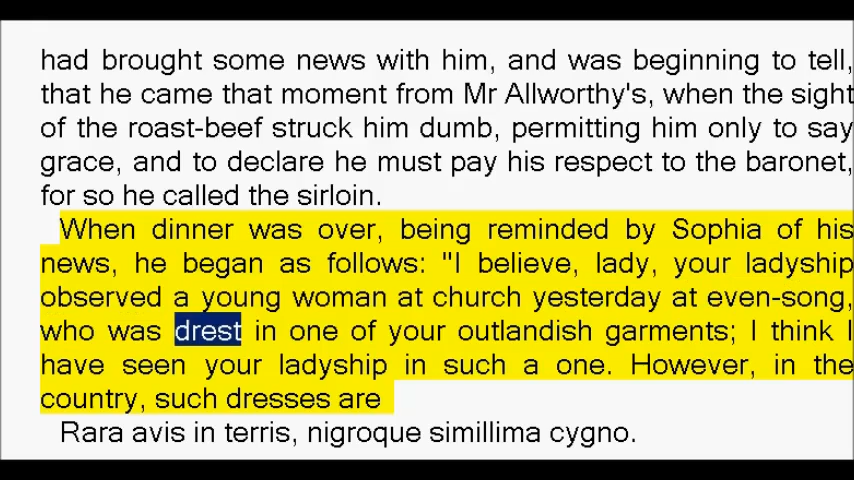 had brought some news with him, and was beginning to tell,
that he came that moment from Mr Allworthy's, when the sight
of the roast-beef struck him dumb, permitting him only to say
grace, and to declare he must pay his respect to the baronet,
for so he called the sirloin.
When dinner was over, being reminded by Sophia of his
news, he began as follows: "I believe, lady, your ladyship
observed a young woman at church yesterday at even-song,
who was drest in one of your outlandish garments; I think I
have seen your ladyship in such a one. However, in the
country, such dresses are
Rara avis in terris, nigroque simillima cygno.